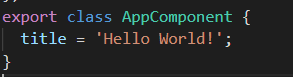 export class AppComponent {
  title = 'Hello World!';
}